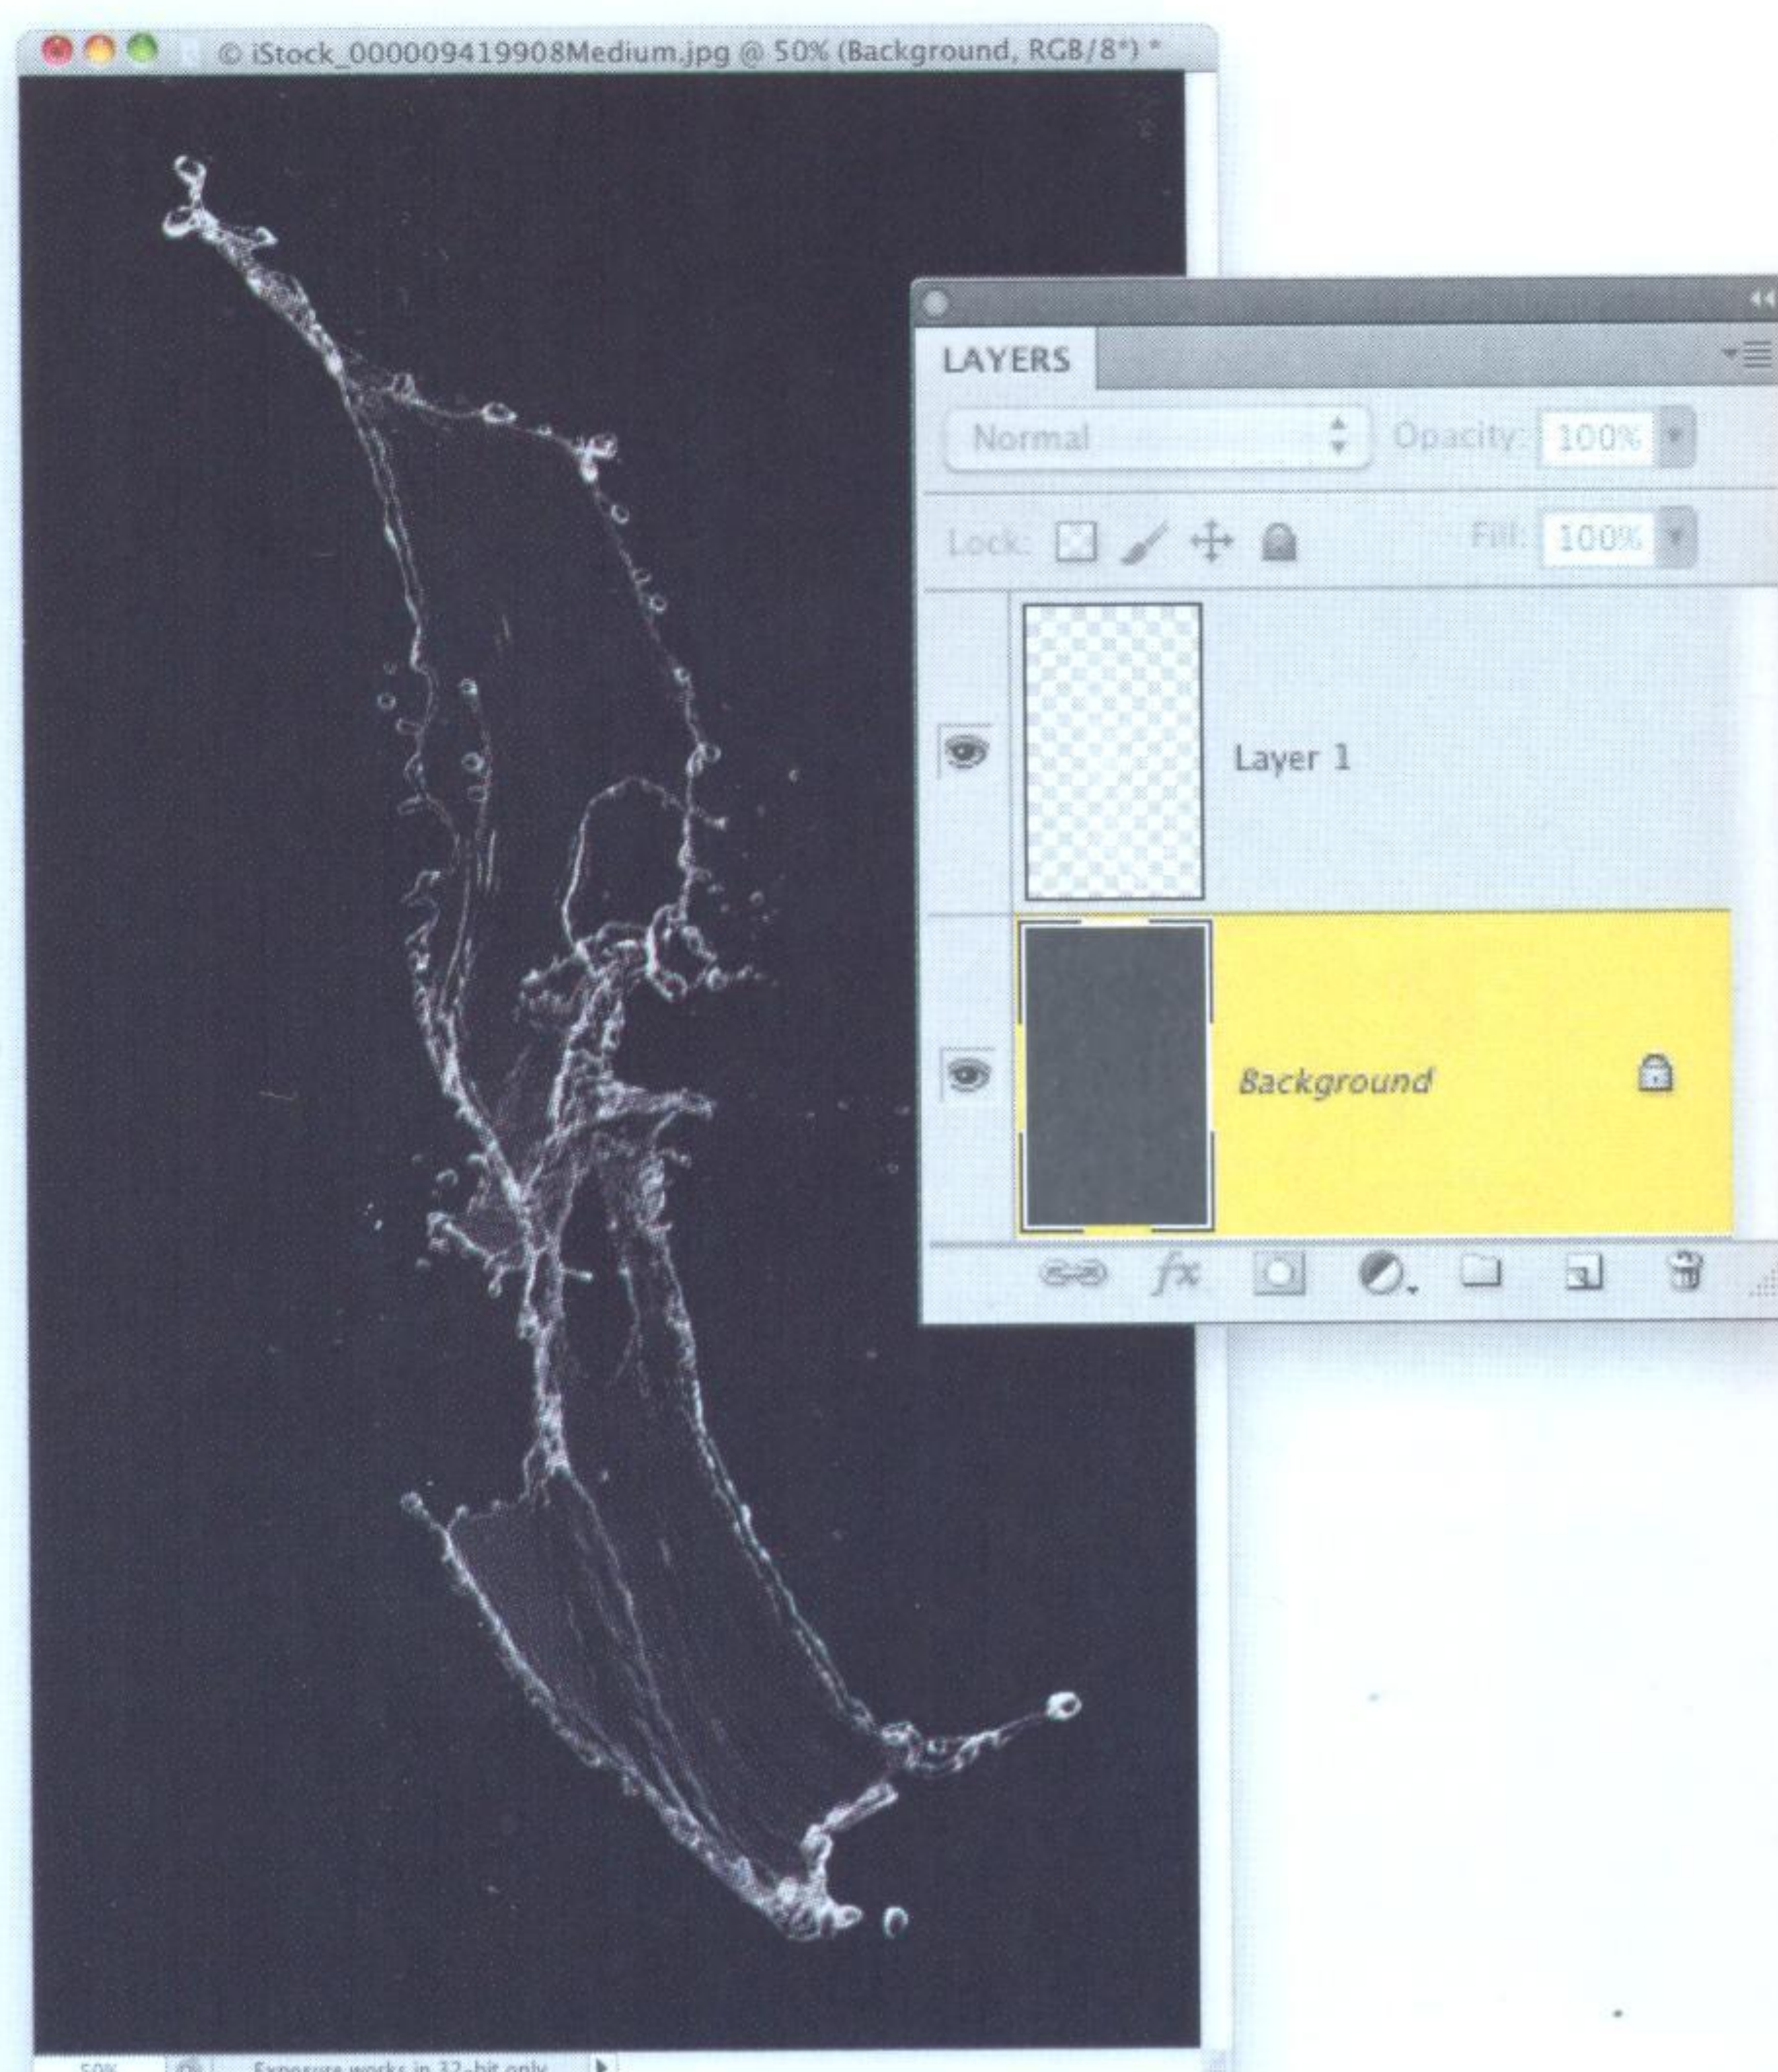 © iStock_000009419908Medium.jpg @ 50% (Background, RGB/8*) *
LAYERS
Normal Opacity: 100%
Lock: Fill: 100%
Layer 1
Background
fx
50% Exposure works in 32-bit only